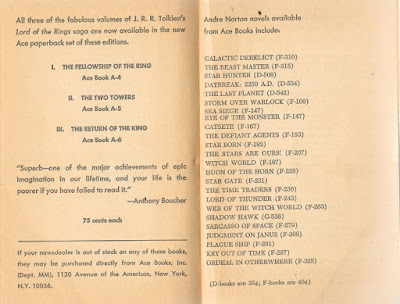 All three of the fabulous volumes of J. R. R. Tolkien's
Lord of the Rings saga are now available in the new
Ace paperback set of these editions.
I. THE FELLOWSHIP OF THE RING
Ace Book A-4
II. THE TWO TOWERS
Ace Book A-5
III. THE RETURN OF THE KING
Ace Book A-6
"Superb—one of the major achievements of epic
imagination in our lifetime, and your life is the
poorer if you have failed to read it."
—Anthony Boucher
75 cents each
If your newsdealer is out of stock on any of these books,
they may be purchased directly from Ace Books, Inc.
(Dept. MM), 1120 Avenue of the Americas, New York,
N.Y. 10036.
Andre Norton novels available
from Ace Books include:
GALACTIC DERELICT (F-310)
THE BEAST MASTER (F-315)
STAR HUNTER (D-509)
DAYBREAK: 2250 A.D. (D-534)
THE LAST PLANET (D-542)
STORM OVER WARLOCK (F-109)
SEA SIEGE (F-147)
EYE OF THE MONSTER (F-147)
CATSEYE (F-167)
THE DEFIANT AGENTS (F-183)
STAR BORN (F-192)
THE STARS ARE OURS! (F-207)
WITCH WORLD (F-197)
HUON OF THE HORN (F-226)
STAR GATE (F-231)
THE TIME TRADERS (F-236)
LORD OF THUNDER (F-243)
WEB OF THE WITCH WORLD (F-263)
SHADOW HAWK (G-538)
SARGASSO OF SPACE (F-279)
JUDGMENT ON JANUS (F-308)
PLAGUE SHIP (F-291)
KEY OUT OF TIME (F-287)
ORDEAL IN OTHERWHERE (F-325)
(D-books are 35¢; F-books are 40¢)